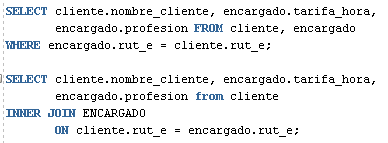 SELECT cliente.nombre_cliente, encargado.tarifa_hora,
encargado.profesion FROM cliente, encargado
WHERE encargado.rut_e = cliente.rut_e;
SELECT cliente.nombre_cliente, encargado.tarifa_hora,
encargado.profesion from cliente
INNER JOIN ENCARGADO
ON cliente.rut_e = encargado.rut_e;